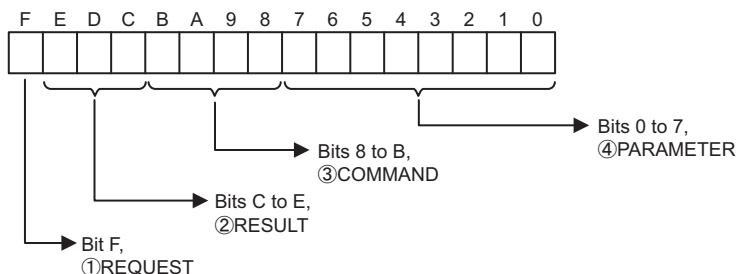 F E D C B A 9 8 7 6 5 4 3 2 1 0
Bits 0 to 7,
④PARAMETER
Bits 8 to B,
③COMMAND
Bits C to E,
②RESULT
Bit F,
①REQUEST